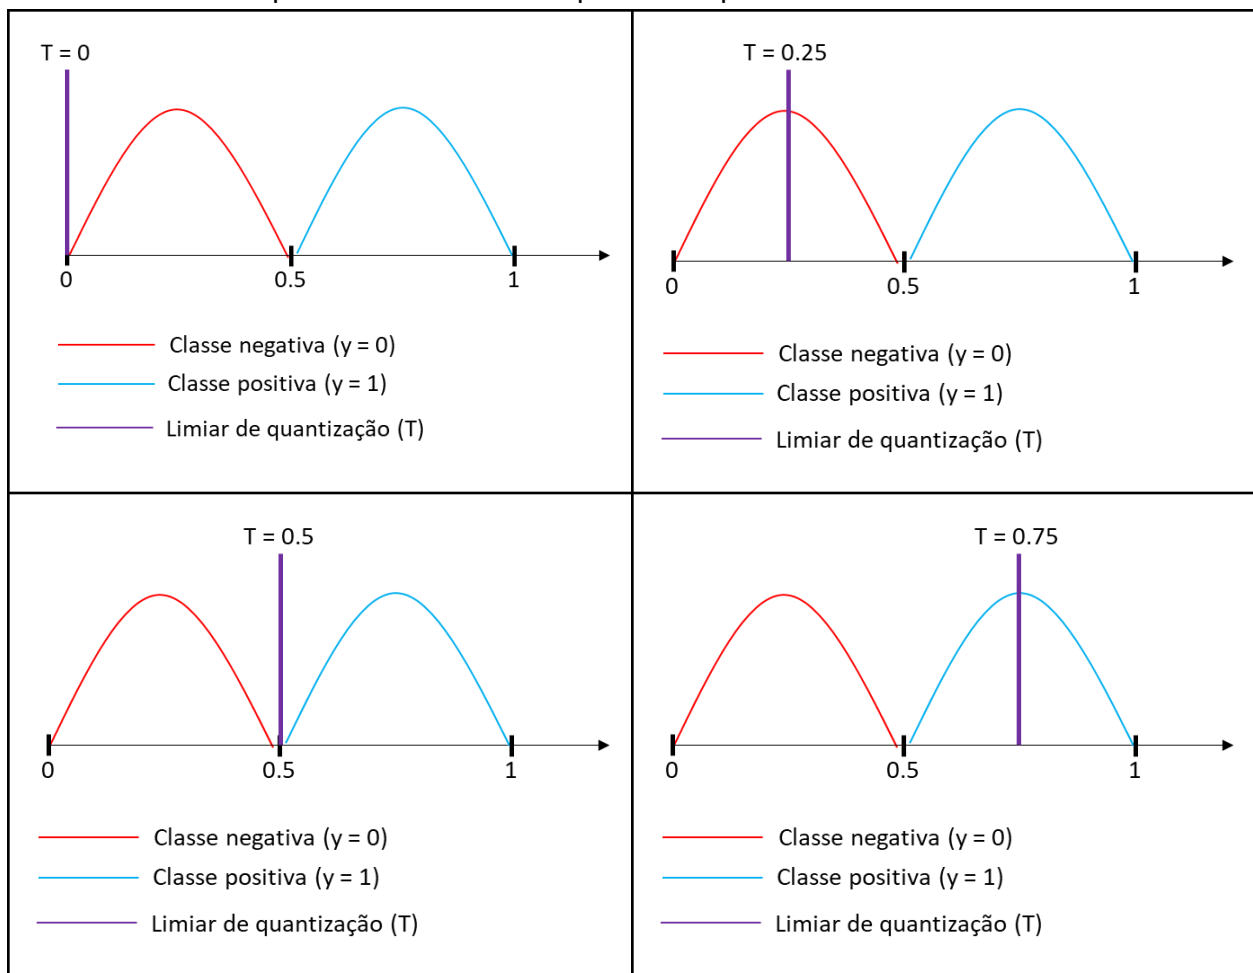 T = 0
0
0.5
1
Classe negativa (y = 0)
Classe positiva (y = 1)
Limiar de quantização (T)
T = 0.25
0
0.5
1
Classe negativa (y = 0)
Classe positiva (y = 1)
Limiar de quantização (T)
T = 0.5
0
0.5
1
Classe negativa (y = 0)
Classe positiva (y = 1)
Limiar de quantização (T)
T = 0.75
0
0.5
1
Classe negativa (y = 0)
Classe positiva (y = 1)
Limiar de quantização (T)